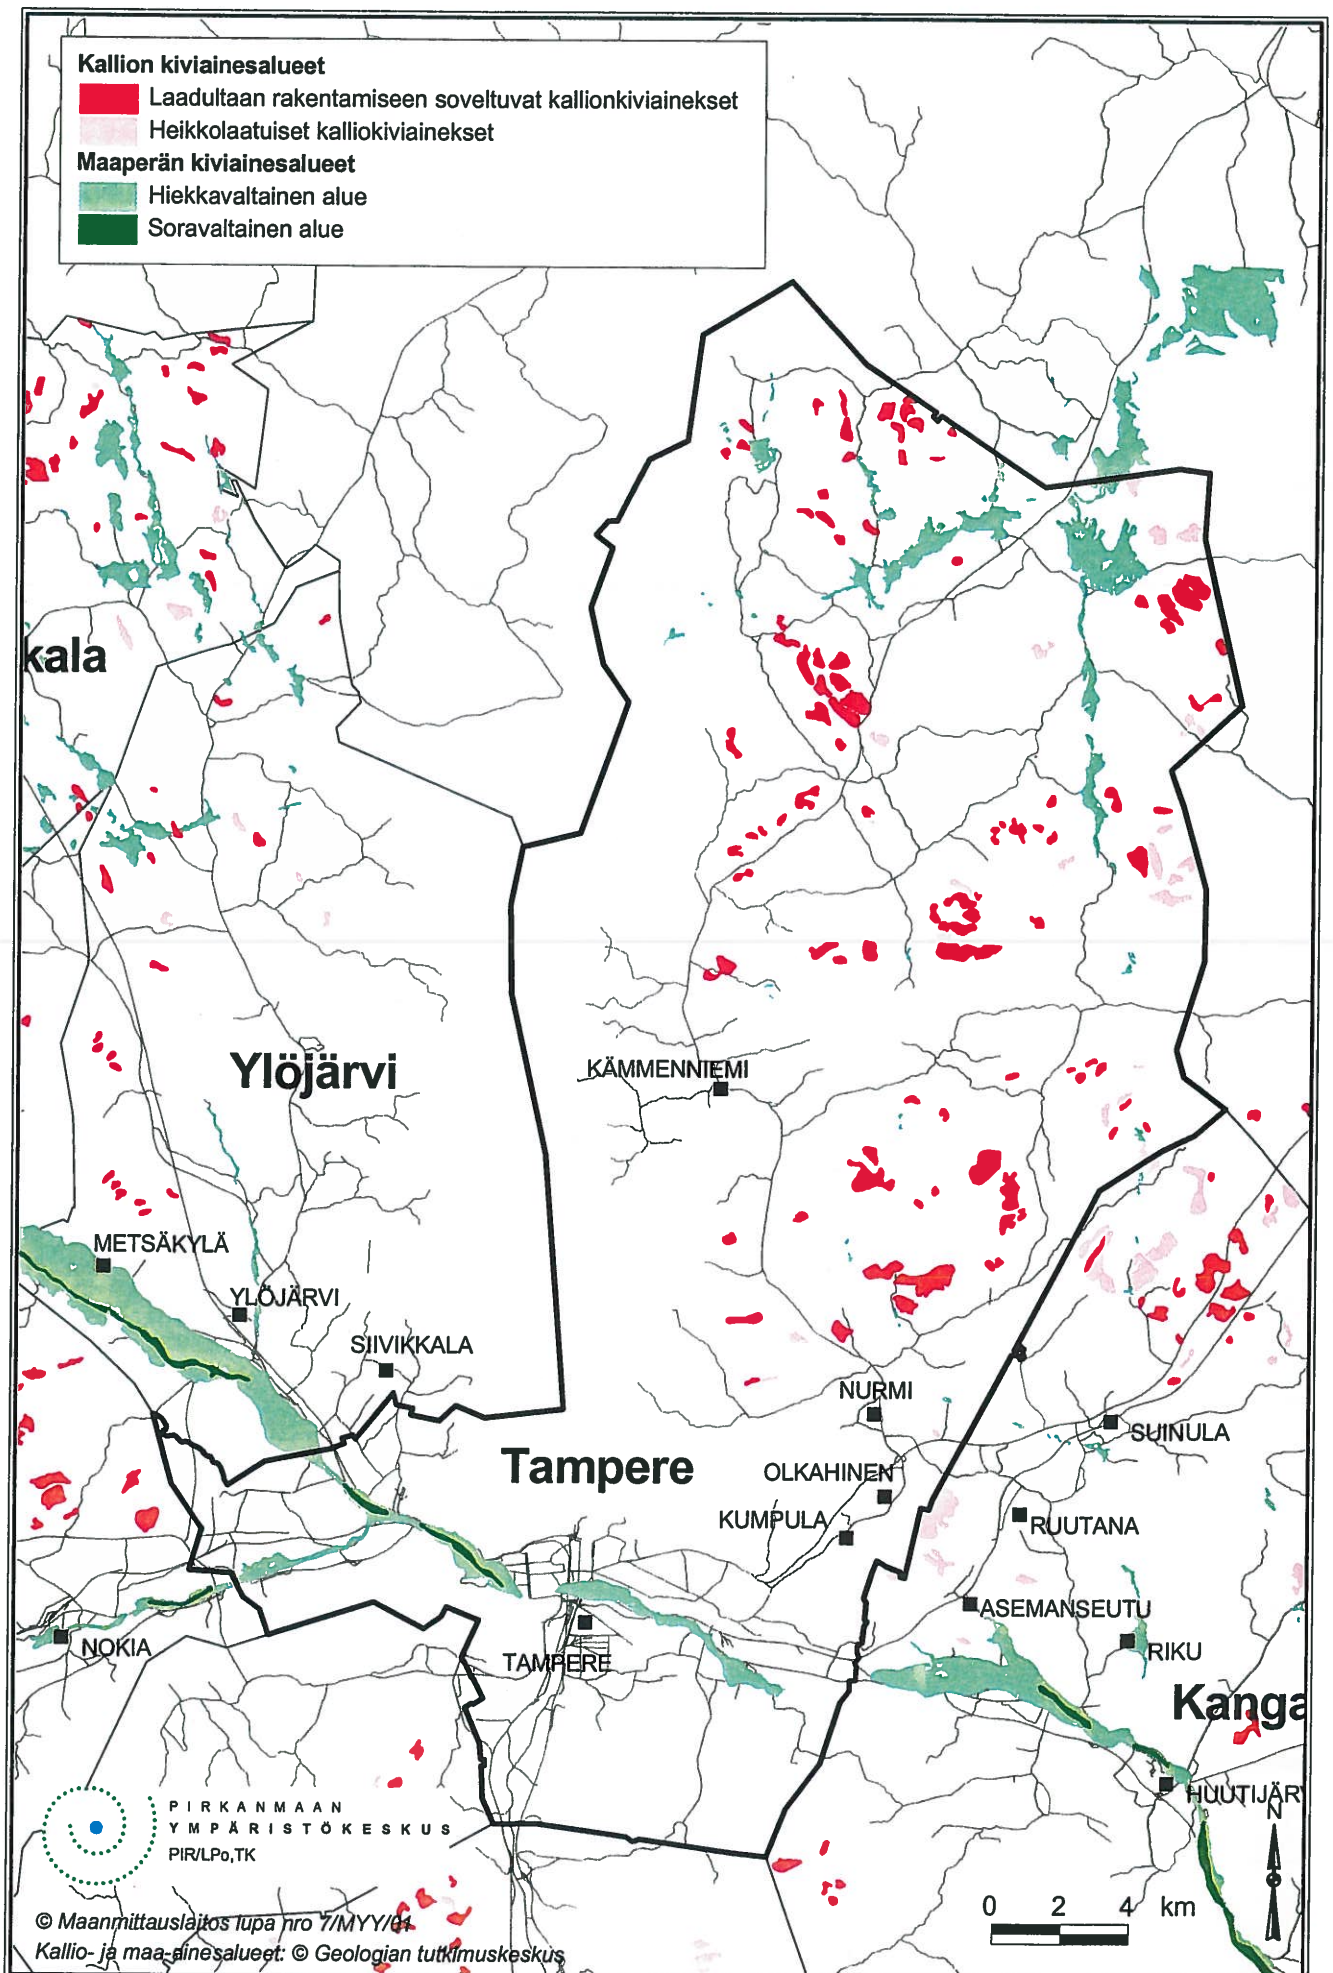 Kallion kiviainesalueet
Laadultaan rakentamiseen soveltuvat kallionkiviainekset
Heikkolaatuiset kalliokiviainekset
Maaperän kiviainesalueet
Hiekkavaltainen alue
Soravaltainen alue
kala
Ylöjärvi
KÄMMENNIEMI
METSÄKYLÄ
YLÖJÄRVI
SIIVIKKALA
NURMI
SUINULA
Tampere
OLKAHINEN
KUMPULA
RUUTANA
ASEMANSEUTU
NOKIA
TAMPERE
RIKU
Kanga
HUUTIJÄRV
N
PIRKANMAAN
YMPÄRISTÖKESKUS
PIR/LPo,TK
0 2 4 km
© Maanmittauslaitos lupa nro 7/MYY/01
Kallio- ja maa-ainesalueet: © Geologian tutkimuskeskus